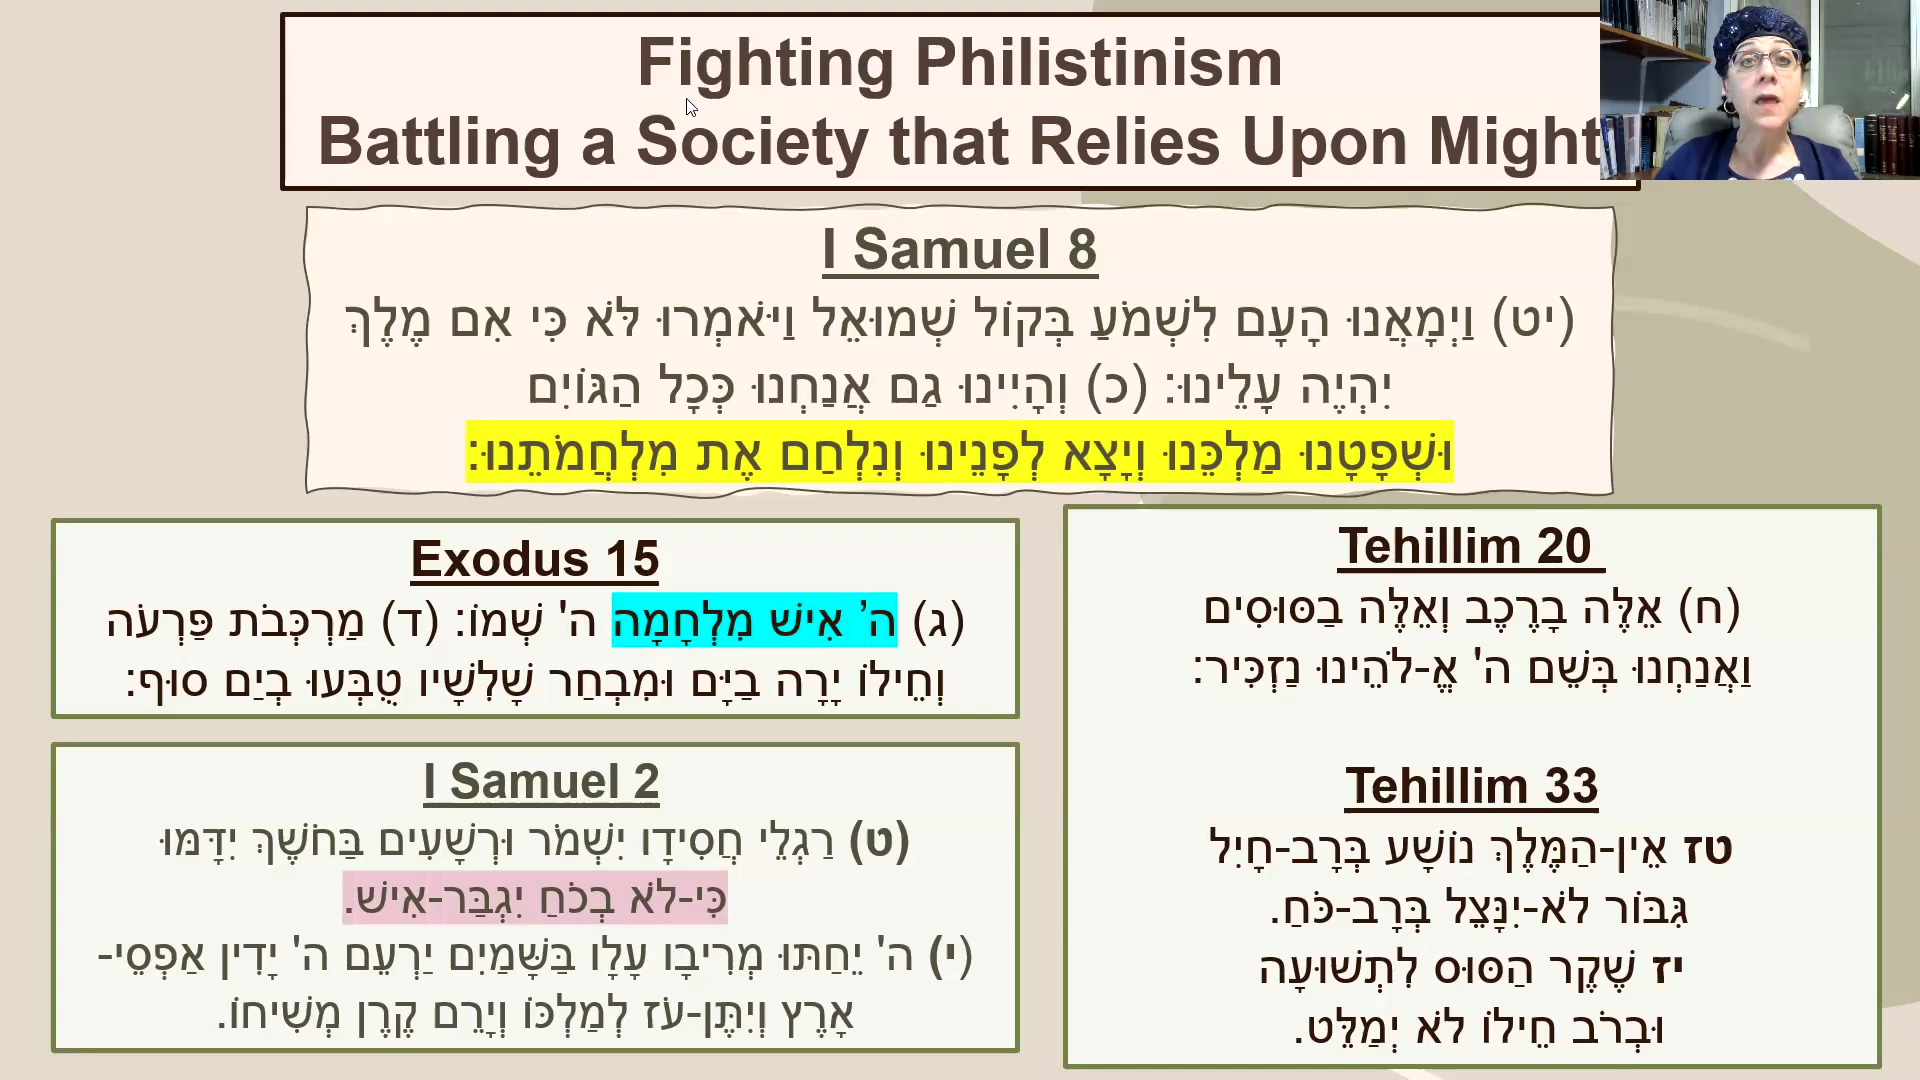 Fighting Philistinism
Battling a Society that Relies Upon Might
I Samuel 8
(יט) וַיְמָאֲנוּ הָעָם לִשְׁמֹעַ בְּקוֹל שְׁמוּאֵל וַיֹּאמְרוּ לֹּא כִּי אִם מֶלֶךְ
יִהְיֶה עָלֵינוּ: (כ) וְהָיִינוּ גַם אֲנַחְנוּ כְּכָל הַגּוֹיִם
וּשְׁפָטָנוּ מַלְכֵּנוּ וְיָצָא לְפָנֵינוּ וְנִלְחַם אֶת מִלְחֲמֹתֵנוּ:
Exodus 15
(ג) ה' אִישׁ מִלְחָמָה ה' שְׁמוֹ: (ד) מַרְכְּבֹת פַּרְעֹה
וְחֵילוֹ יָרָה בַיָּם וּמִבְחַר שָׁלִשָׁיו טֻבְּעוּ בְיַם סוּף:
I Samuel 2
(ט) רַגְלֵי חֲסִידָו יִשְׁמֹר וּרְשָׁעִים בַּחֹשֶׁךְ יִדָּמּוּ
כִּי-לֹא בְכֹחַ יִגְבַּר-אִישׁ.
(י) ה' יֵחַתּוּ מְרִיבָו עָלָו בַּשָּׁמַיִם יַרְעֵם ה' יָדִין אַפְסֵי-
אָרֶץ וְיִתֶּן-עֹז לְמַלְכּוֹ וְיָרֵם קֶרֶן מְשִׁיחוֹ.
Tehillim 20
(ח) אֵלֶּה בָרֶכֶב וְאֵלֶּה בַסּוּסִים
וַאֲנַחְנוּ בְּשֵׁם ה' אֱ-לֹהֵינוּ נַזְכִּיר:
Tehillim 33
טז אֵין-הַמֶּלֶךְ נוֹשָׁע בְּרָב-חָיִל
גִּבּוֹר לֹא-יִנָּצֵל בְּרָב-כֹּחַ.
יז שֶׁקֶר הַסּוּס לִתְשׁוּעָה
וּבְרֹב חֵילוֹ לֹא יְמַלֵּט.